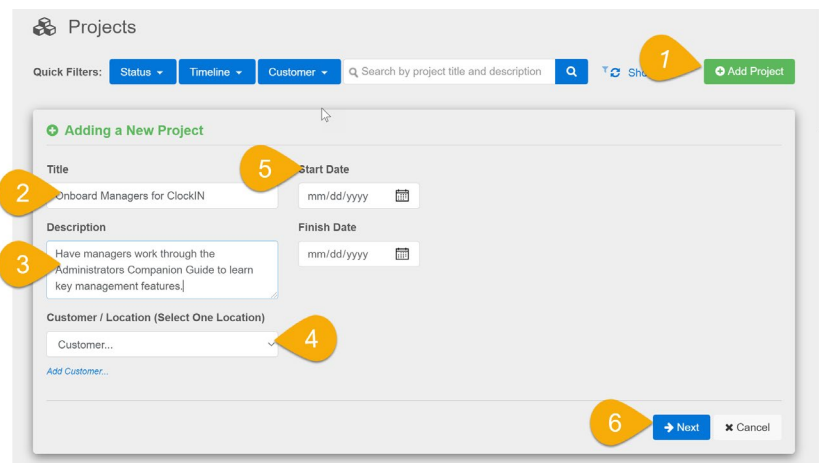 Projects
Quick Filters: Status Timeline Customer Search by project title and description
1
Add Project
Adding a New Project
Title
5
Start Date
2
Onboard Managers for ClockIN
mm/dd/yyyy
Description
Finish Date
3
Have managers work through the
Administrators Companion Guide to learn
key management features.
mm/dd/yyyy
Customer / Location (Select One Location)
Customer...
4
Add Customer...
6
Next
Cancel